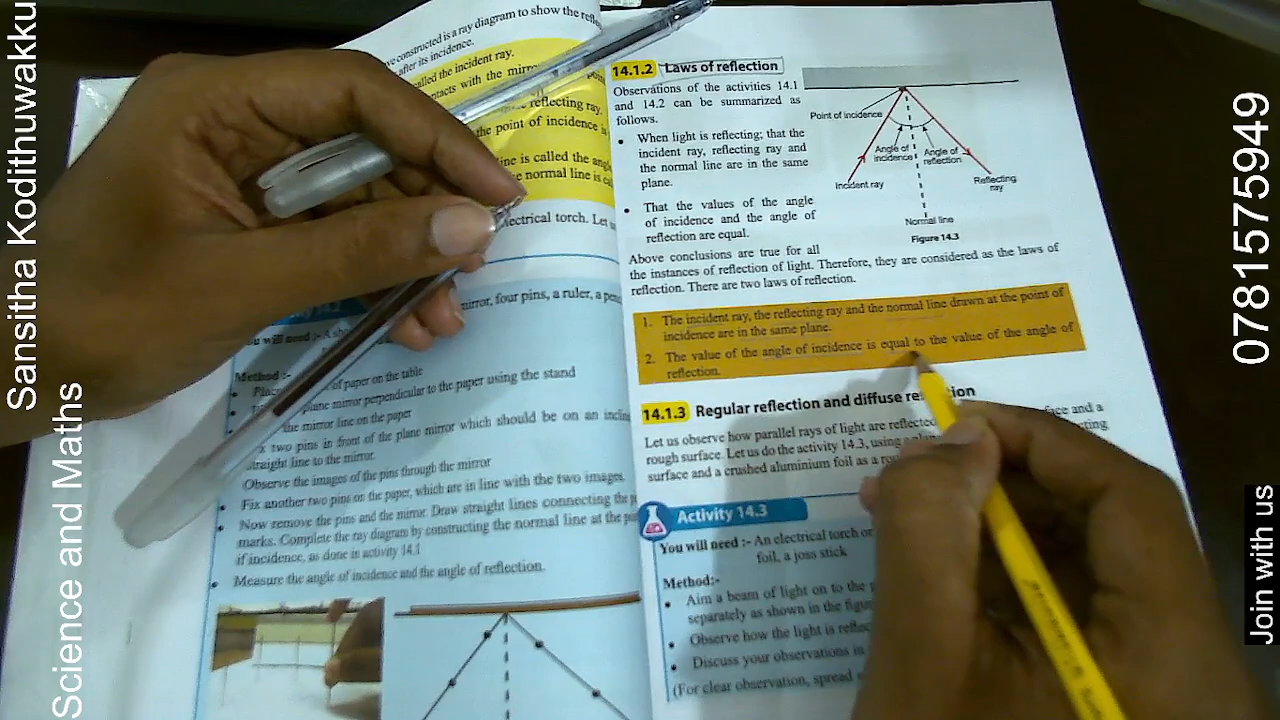 Sansitha Kodithuwakku
Science and Maths
0781575949
Join with us
constructed is a ray diagram to show the
after its incidence.
called the incident ray.
contacts with the
reflecting ray.
the point of incidence
line is called the
normal line is
electrical torch. Let
mirror, four pins, a ruler, a
You will need :-
Method :-
of paper on the table
plane mirror perpendicular to the paper using the stand
the mirror line on the paper
two pins in front of the plane mirror which should be on an
straight line to the mirror.
Observe the images of the pins through the mirror
Fix another two pins on the paper, which are in line with the two images.
Now remove the pins and the mirror. Draw straight lines connecting the
marks. Complete the ray diagram by constructing the normal line at the
if incidence, as done in activity 14.1
Measure the angle of incidence and the angle of reflection.
14.1.2 Laws of reflection
Observations of the activities 14.1
and 14.2 can be summarized as
follows.
• When light is reflecting; that the
incident ray, reflecting ray and
the normal line are in the same
plane.
• That the values of the angle
of incidence and the angle of
reflection are equal.
Point of incidence
Angle of
incidence
Angle of
reflection
Incident ray
Reflecting
ray
Normal line
Figure 14.3
Above conclusions are true for all
the instances of reflection of light. Therefore, they are considered as the laws of
reflection. There are two laws of reflection.
1. The incident ray, the reflecting ray and the normal line drawn at the point of
incidence are in the same plane.
2. The value of the angle of incidence is equal to the value of the angle of
reflection.
14.1.3 Regular reflection and diffuse
Let us observe how parallel rays of light are reflected
rough surface. Let us do the activity 14.3, using a
surface and a crushed aluminium foil as a
Activity 14.3
You will need :- An electrical torch or
foil, a joss stick
Method:-
• Aim a beam of light on to the
separately as shown in the
• Observe how the light is
• Discuss your observations in
(For clear observation, spread